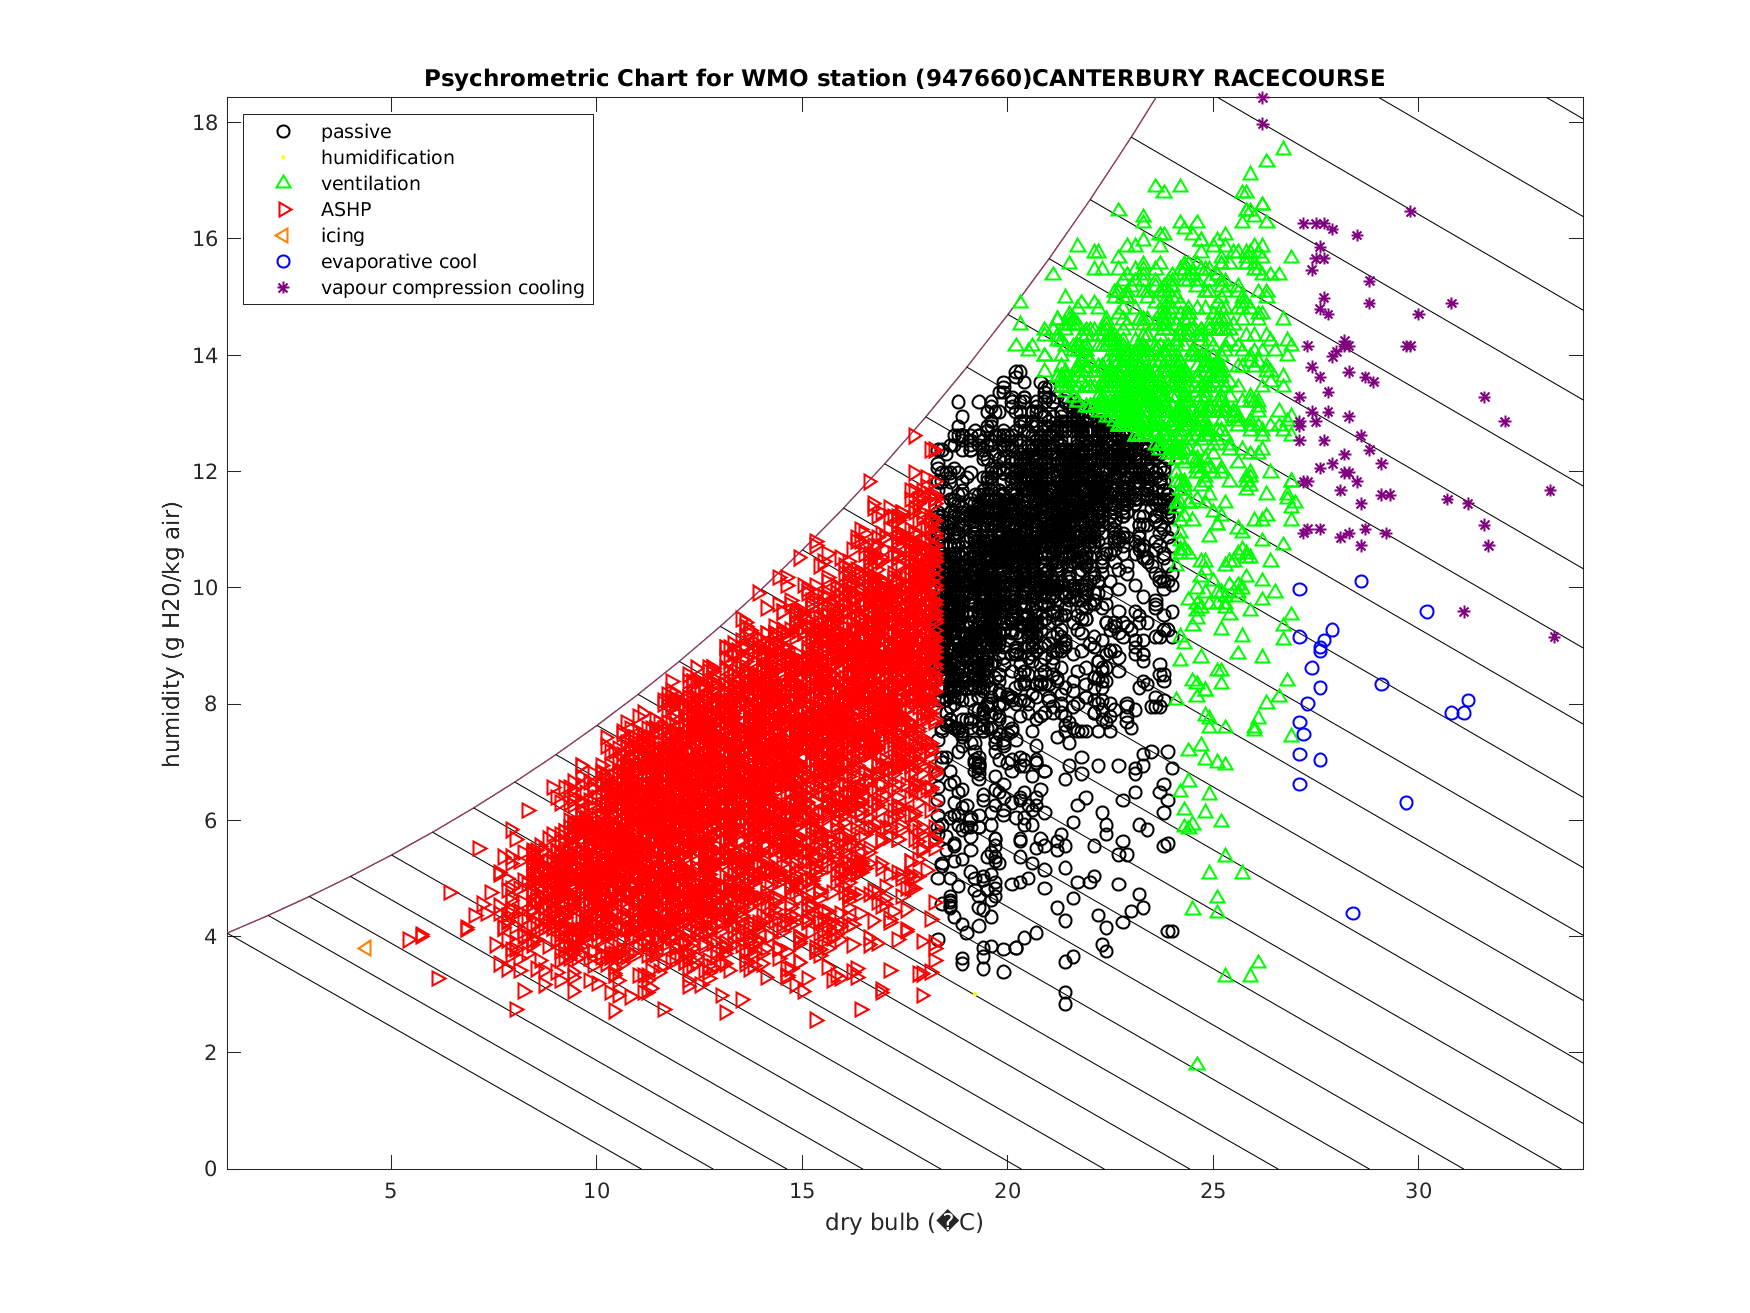 Psychrometric Chart for WMO station (947660)CANTERBURY RACECOURSE
passive
humidification
ventilation
ASHP
icing
evaporative cool
vapour compression cooling
humidity (g H20/kg air)
18
16
14
12
10
8
6
4
2
0
5 10 15 20 25 30
dry bulb (�C)